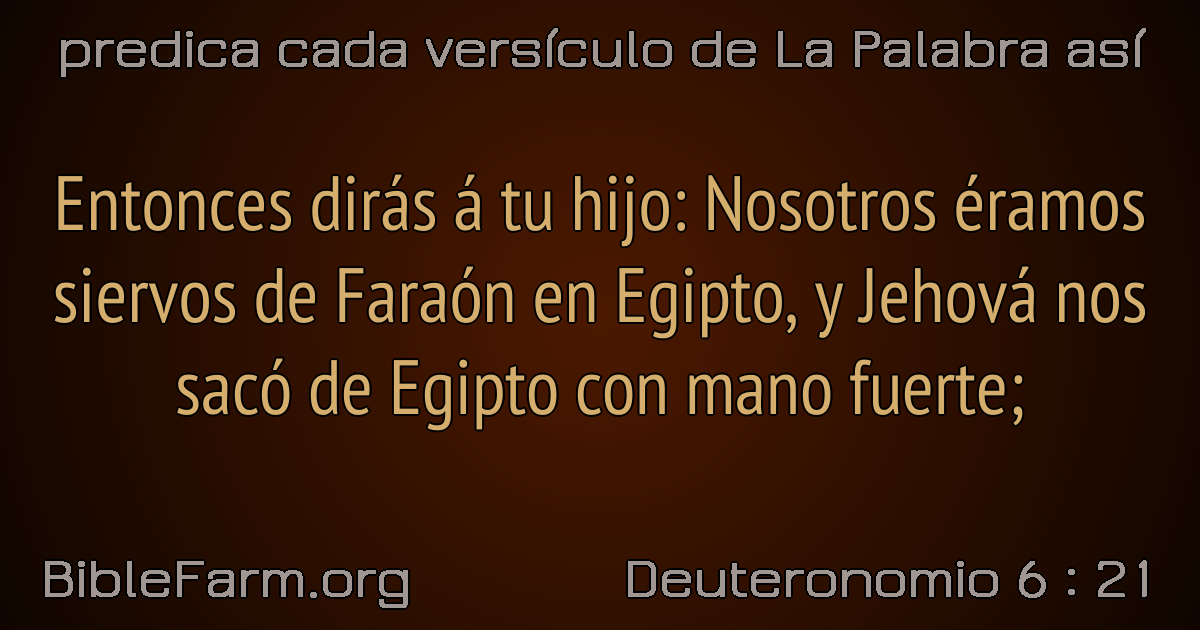 predica cada versículo de La Palabra así
Entonces dirás á tu hijo: Nosotros éramos
siervos de Faraón en Egipto, y Jehová nos
sacó de Egipto con mano fuerte;
BibleFarm.org
Deuteronomio 6 : 21